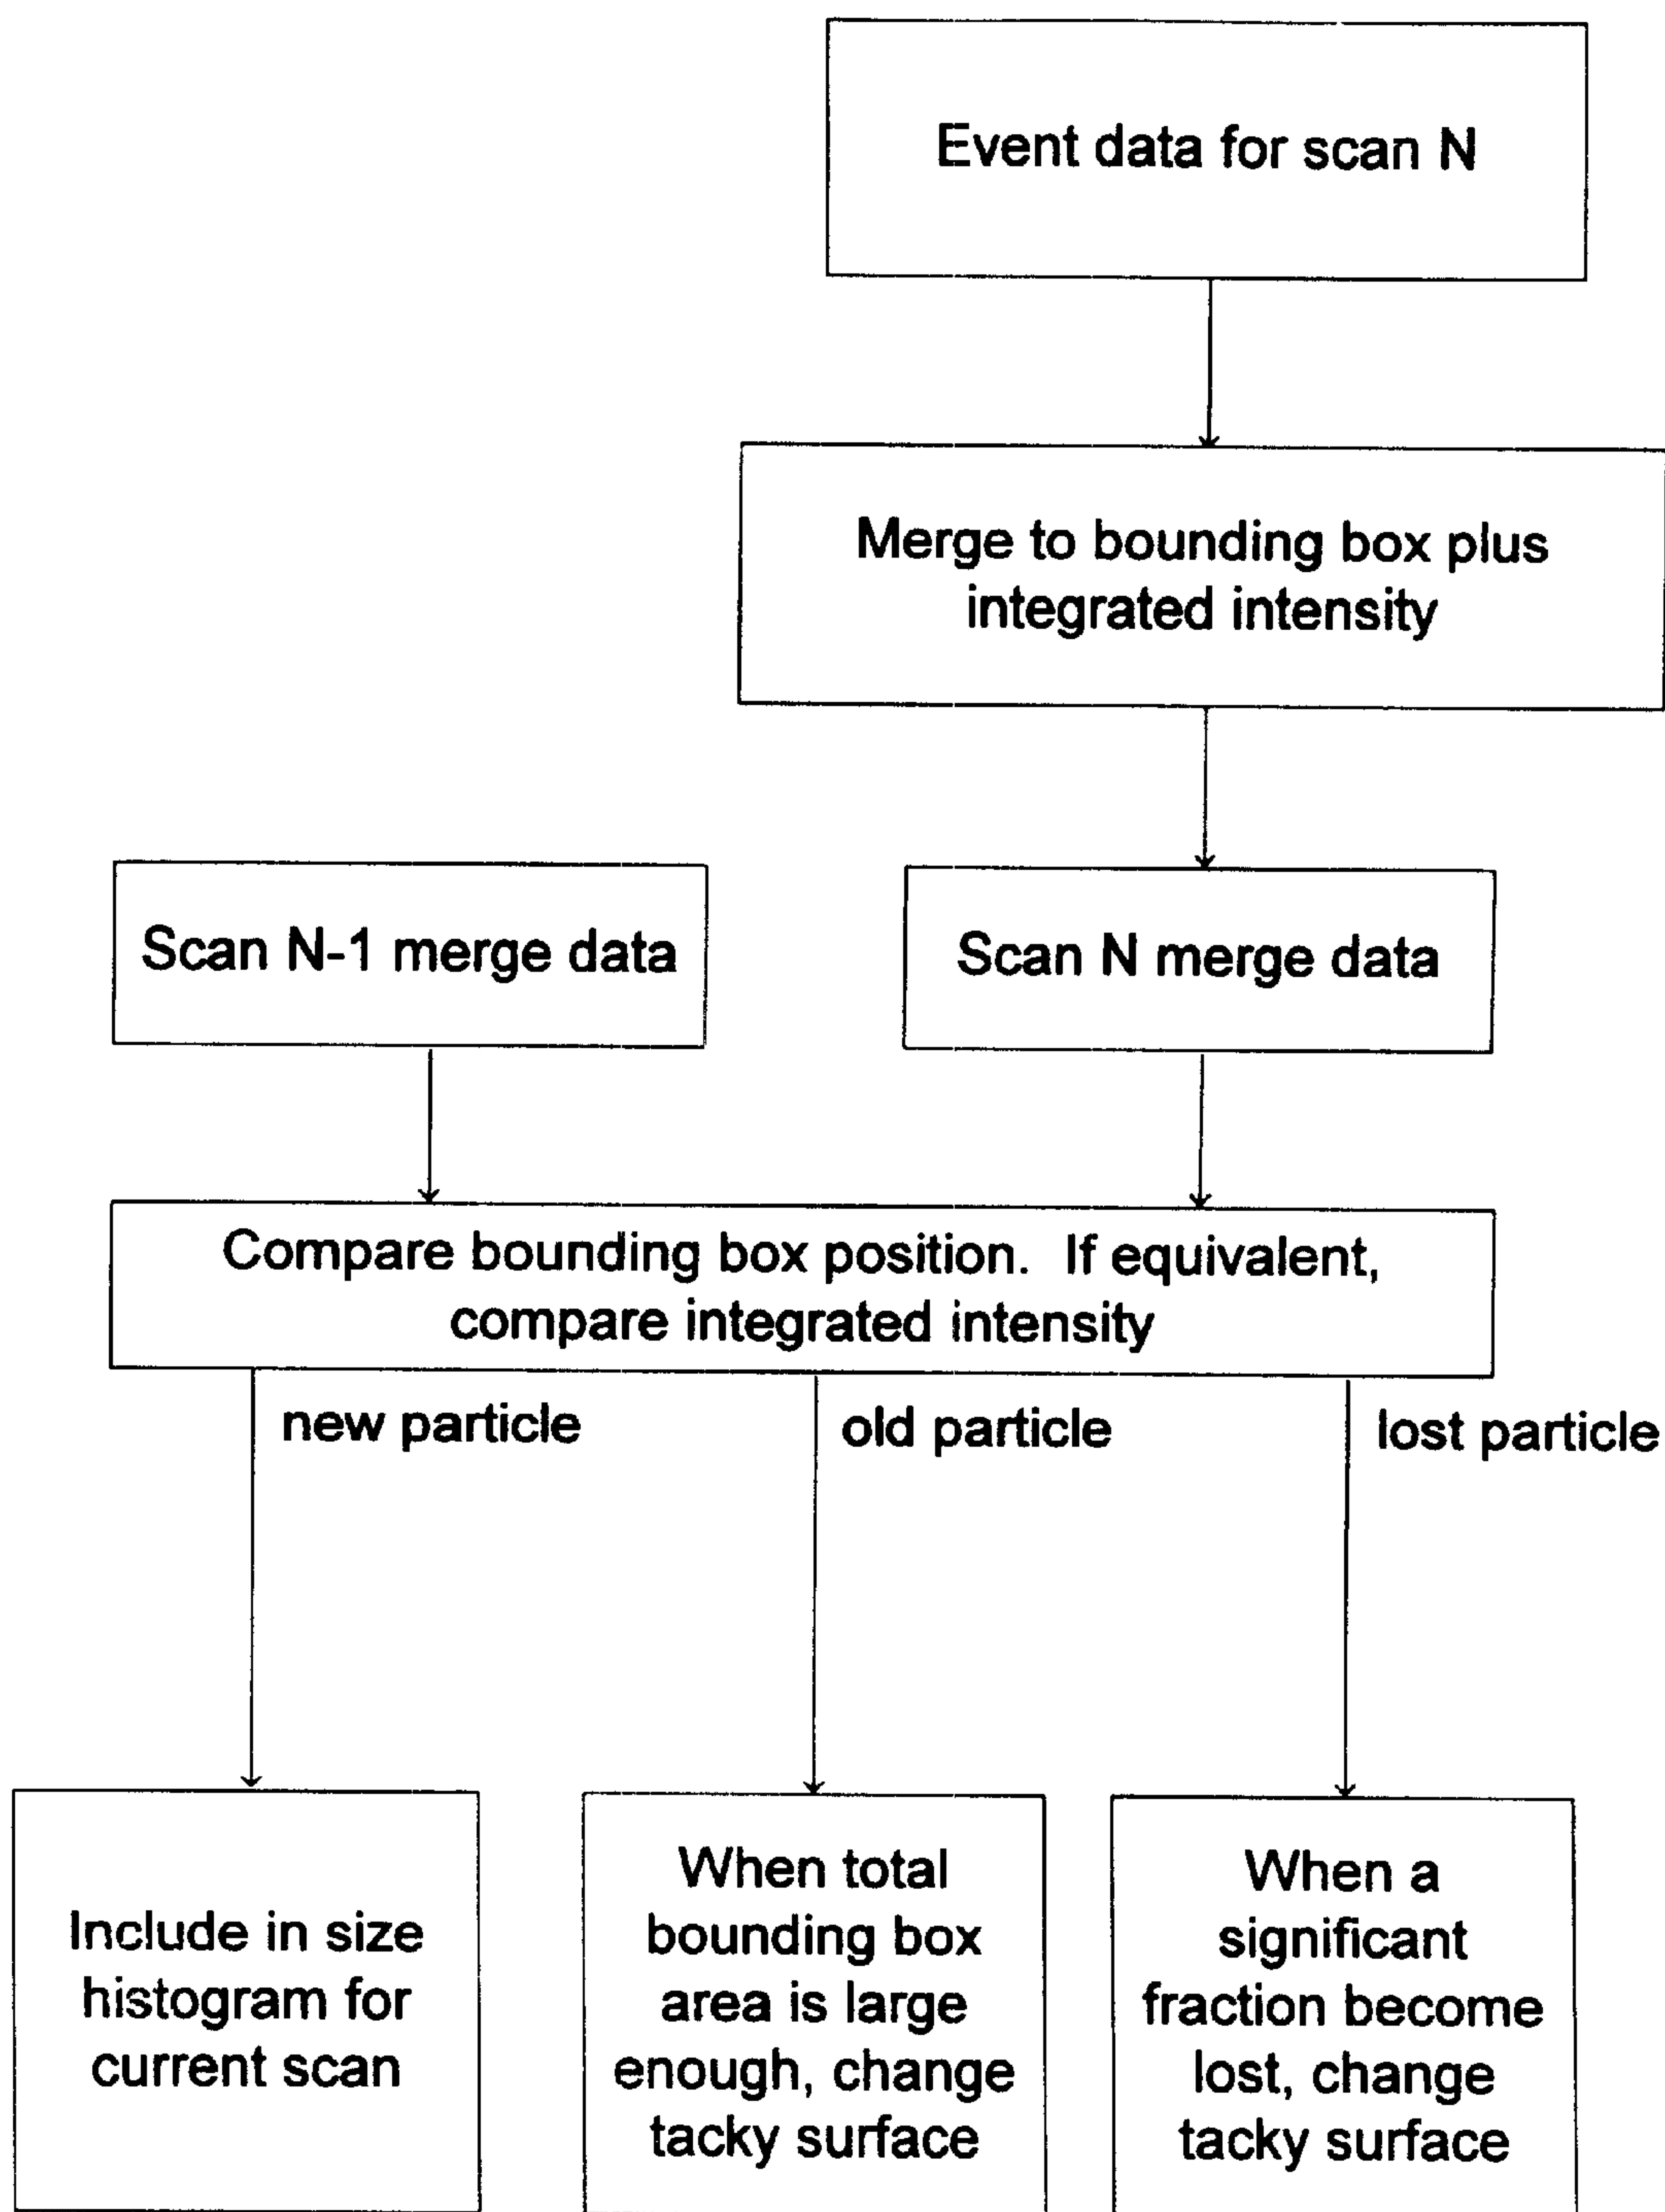 Event data for scan N
Merge to bounding box plus
integrated intensity
Scan N-1 merge data
Scan N merge data
Compare bounding box position.  If equivalent,
compare integrated intensity
new particle
old particle
lost particle
Include in size
histogram for
current scan
When total
bounding box
area is large
enough, change
tacky surface
When a
significant
fraction become
lost, change
tacky surface